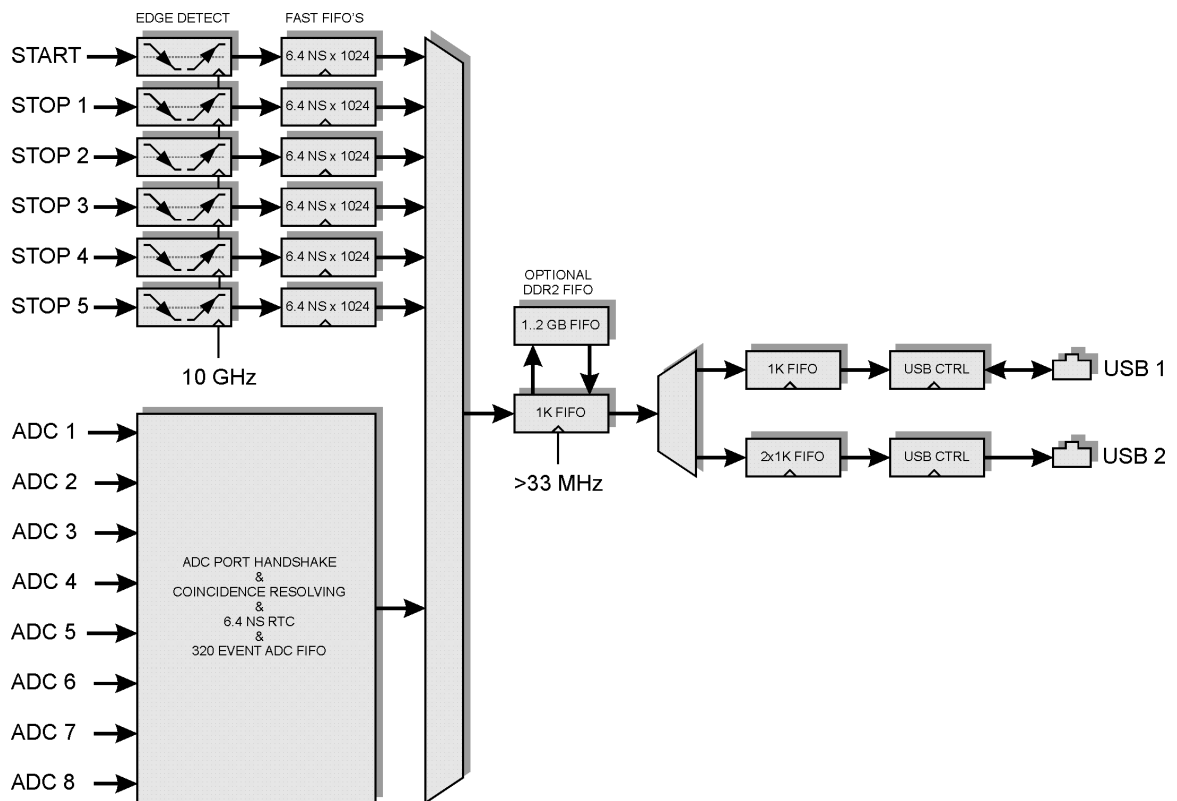 EDGE DETECT
FAST FIFO'S
START
6.4 NS x 1024
STOP 1
6.4 NS x 1024
STOP 2
6.4 NS x 1024
STOP 3
6.4 NS x 1024
STOP 4
6.4 NS x 1024
STOP 5
6.4 NS x 1024
10 GHz
OPTIONAL
DDR2 FIFO
1..2 GB FIFO
1K FIFO
>33 MHz
1K FIFO
USB CTRL
USB 1
2x1K FIFO
USB CTRL
USB 2
ADC 1
ADC 2
ADC 3
ADC 4
ADC 5
ADC 6
ADC 7
ADC 8
ADC PORT HANDSHAKE
&
COINCIDENCE RESOLVING
&
6.4 NS RTC
&
320 EVENT ADC FIFO